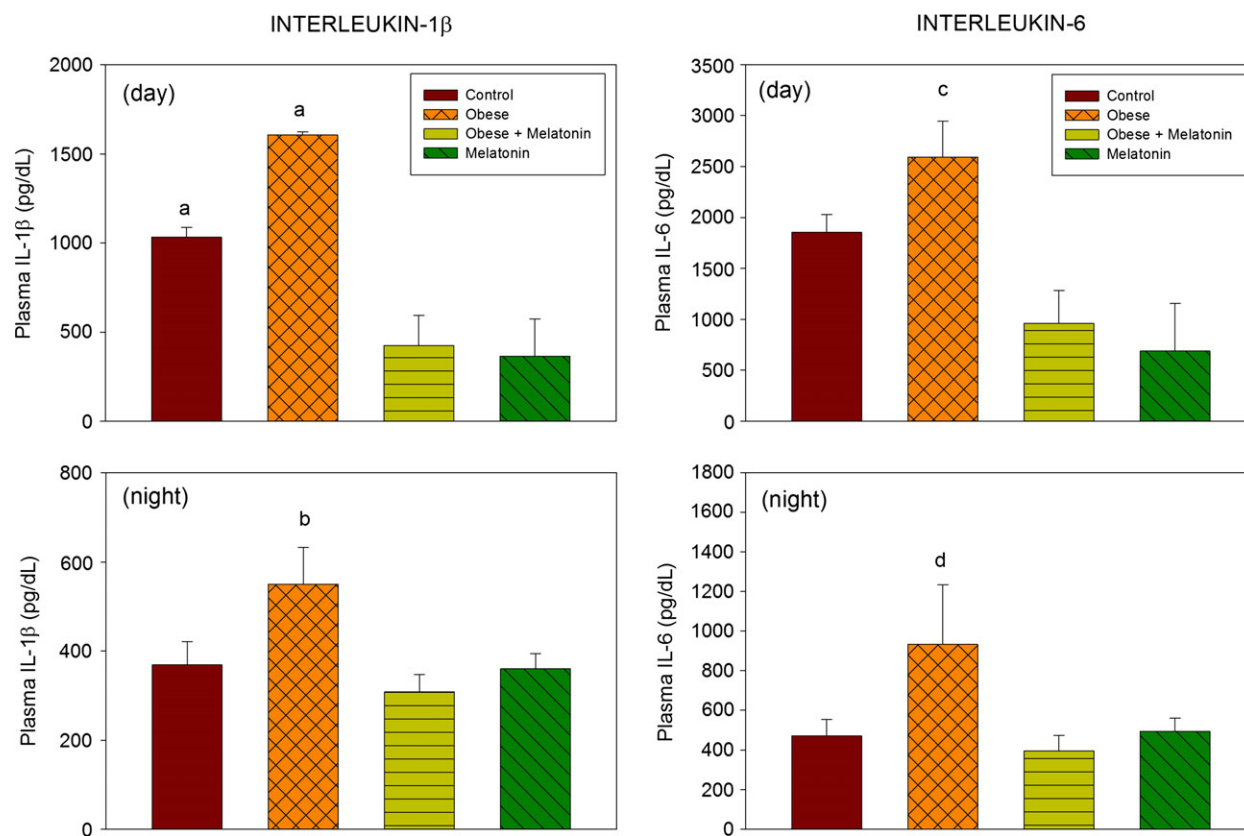 INTERLEUKIN-1β
INTERLEUKIN-6
Plasma IL-1β (pg/dL)
2000
1500
1000
500
0
(day)
a
a
Control
Obese
Obese + Melatonin
Melatonin
Plasma IL-6 (pg/dL)
3500
3000
2500
2000
1500
1000
500
0
(day)
c
Control
Obese
Obese + Melatonin
Melatonin
Plasma IL-1β (pg/dL)
800
600
400
200
0
(night)
b
Plasma IL-6 (pg/dL)
1800
1600
1400
1200
1000
800
600
400
200
0
(night)
d